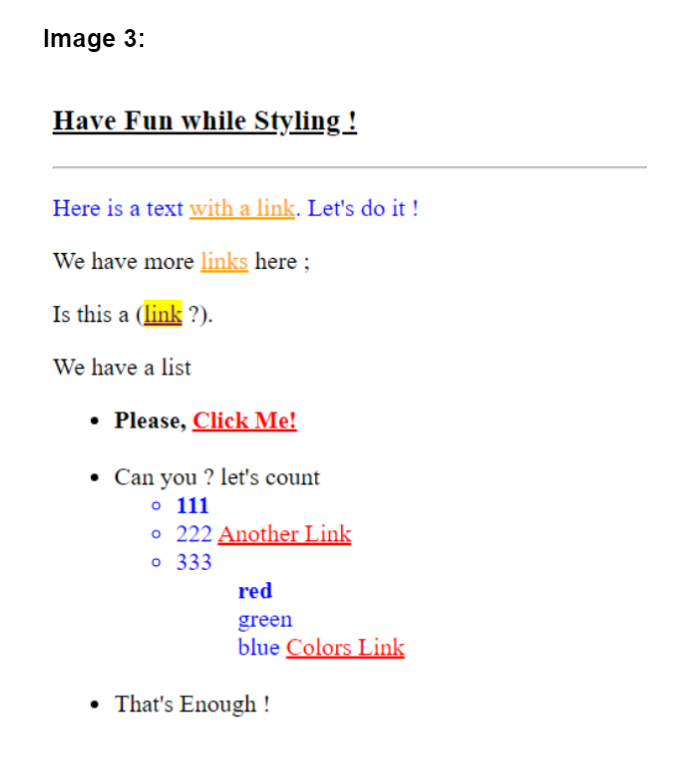 Image 3:
Have Fun while Styling !
Here is a text with a link. Let's do it !
We have more links here ;
Is this a (link ?).
We have a list
Please, Click Me!
Can you ? let's count
111
222 Another Link
333
red
green
blue Colors Link
That's Enough !